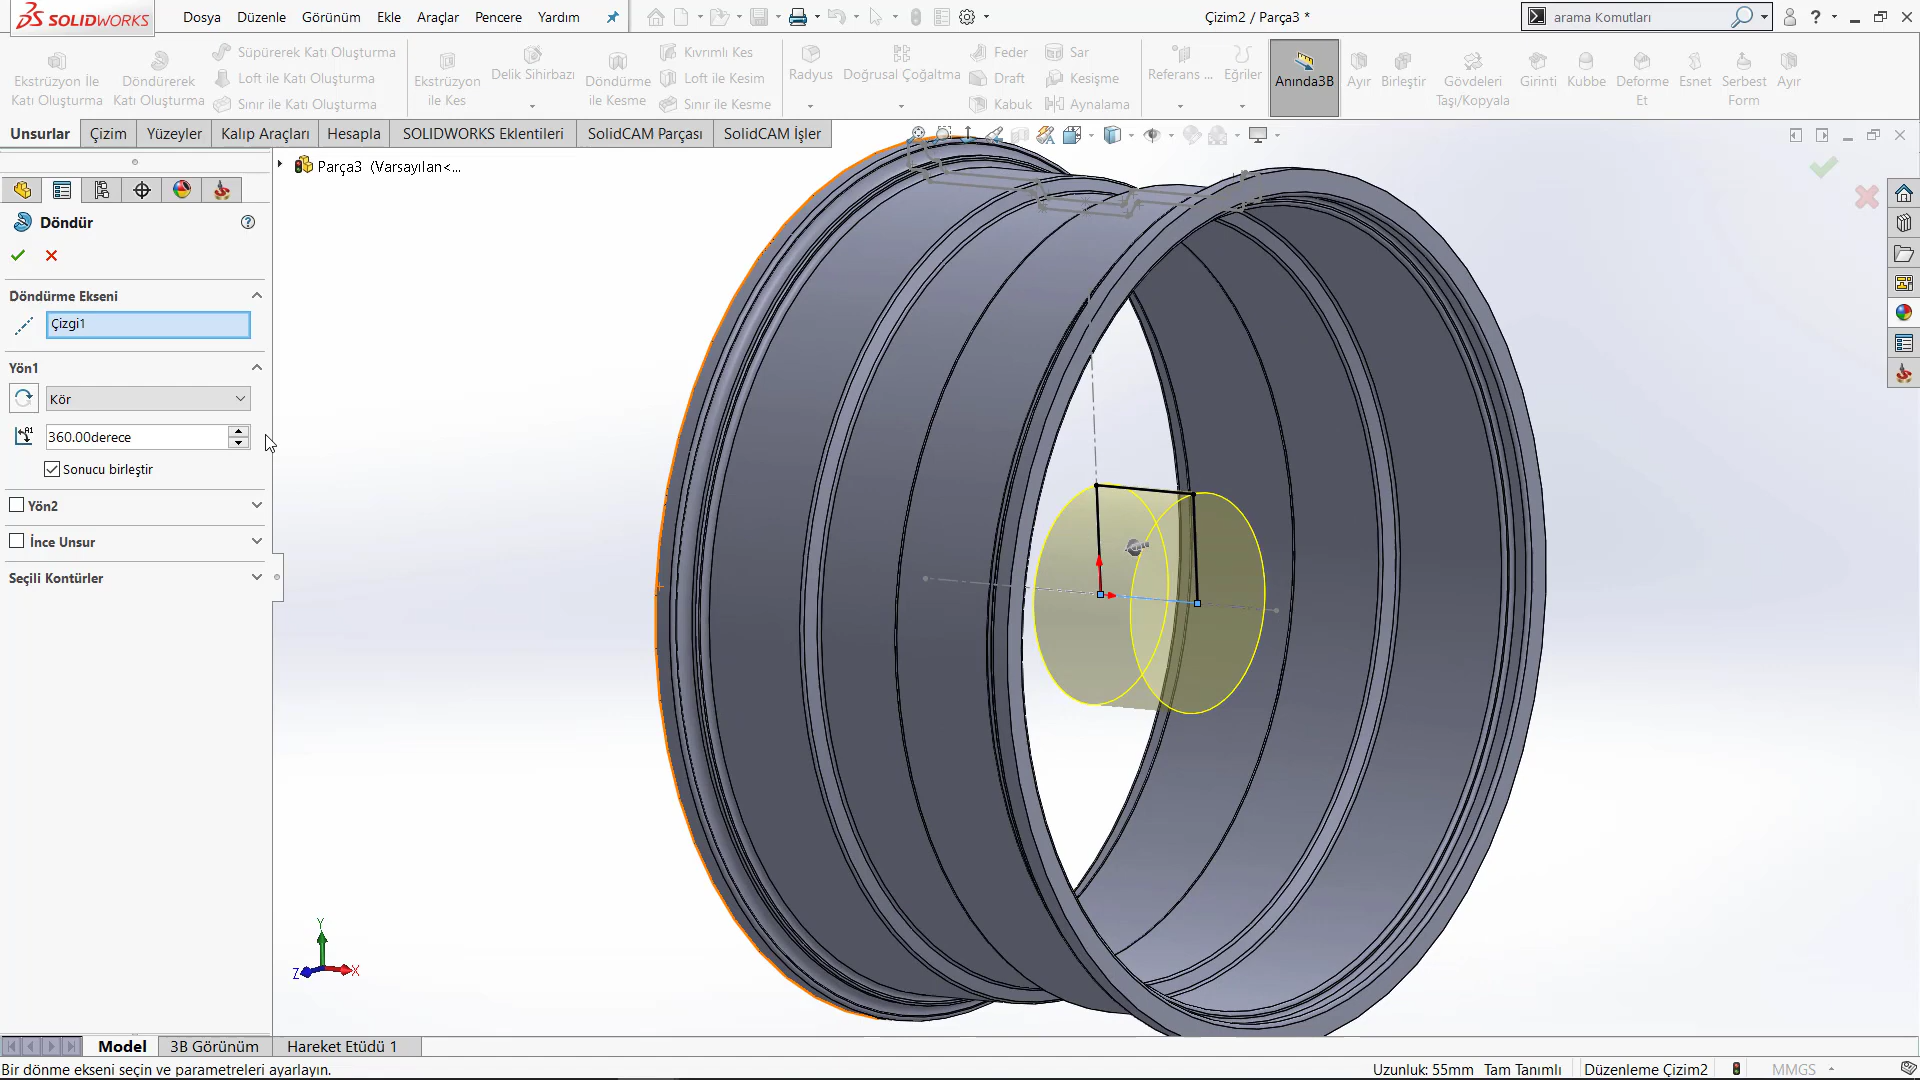 SOLIDWORKS
Dosya Düzenle Görünüm Ekle Araçlar Pencere Yardım
Çizim2 / Parça3 *
arama Komutları
Ekstrüzyon İle
Katı Oluşturma
Döndürerek
Katı Oluşturma
Süpürerek Katı Oluşturma
Loft ile Katı Oluşturma
Sınır ile Katı Oluşturma
Ekstrüzyon
ile Kes
Delik Sihirbazı
Döndürme
ile Kesme
Kıvrımlı Kes
Loft ile Kesim
Sınır ile Kesme
Radyus
Doğrusal Çoğaltma
Feder
Draft
Kabuk
Sar
Kesişme
Aynalama
Referans ...
Eğriler
Anında3B
Ayır
Birleştir
Gövdeleri
Taşı/Kopyala
Girinti
Kubbe
Deforme
Et
Esnet
Serbest
Form
Ayır
Unsurlar Çizim Yüzeyler Kalıp Araçları Hesapla SOLIDWORKS Eklentileri SolidCAM Parçası SolidCAM İşler
Parça3 (Varsayılan<...
Döndür
Döndürme Ekseni
Çizgi1
Yön1
Kör
360.00derece
Sonucu birleştir
Yön2
İnce Unsur
Seçili Kontürler
Y
Z X
Model 3B Görünüm Hareket Etüdü 1
Bir dönme ekseni seçin ve parametreleri ayarlayın.
Uzunluk: 55mm Tam Tanımlı Düzenleme Çizim2 MMGS